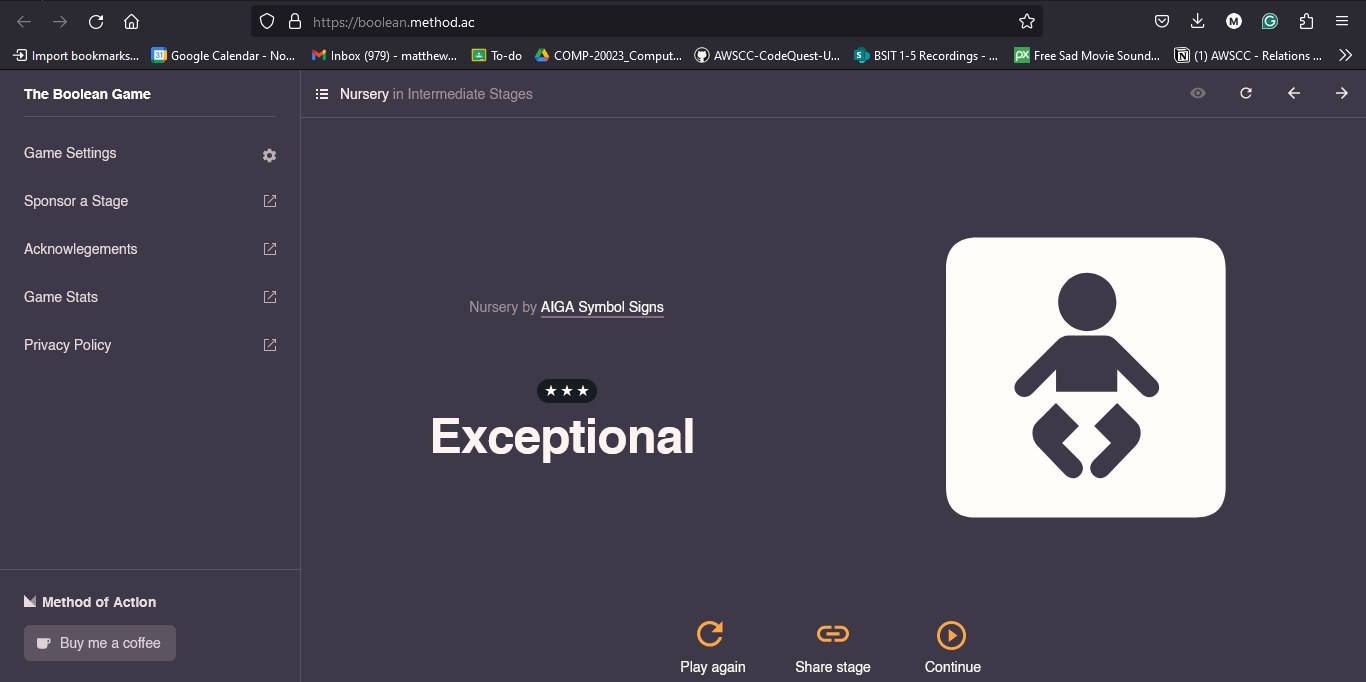 https://boolean.method.ac
M
G
Import bookmarks...
31 Google Calendar - No...
Inbox (979) - matthew...
To-do
COMP-20023_Comput...
AWSCC-CodeQuest-U...
S BSIT 1-5 Recordings - ...
px Free Sad Movie Sound...
N (1) AWSCC - Relations ...
The Boolean Game
Game Settings
Sponsor a Stage
Acknowlegements
Game Stats
Privacy Policy
Method of Action
Buy me a coffee
Nursery in Intermediate Stages
Nursery by AIGA Symbol Signs
Exceptional
Play again
Share stage
Continue